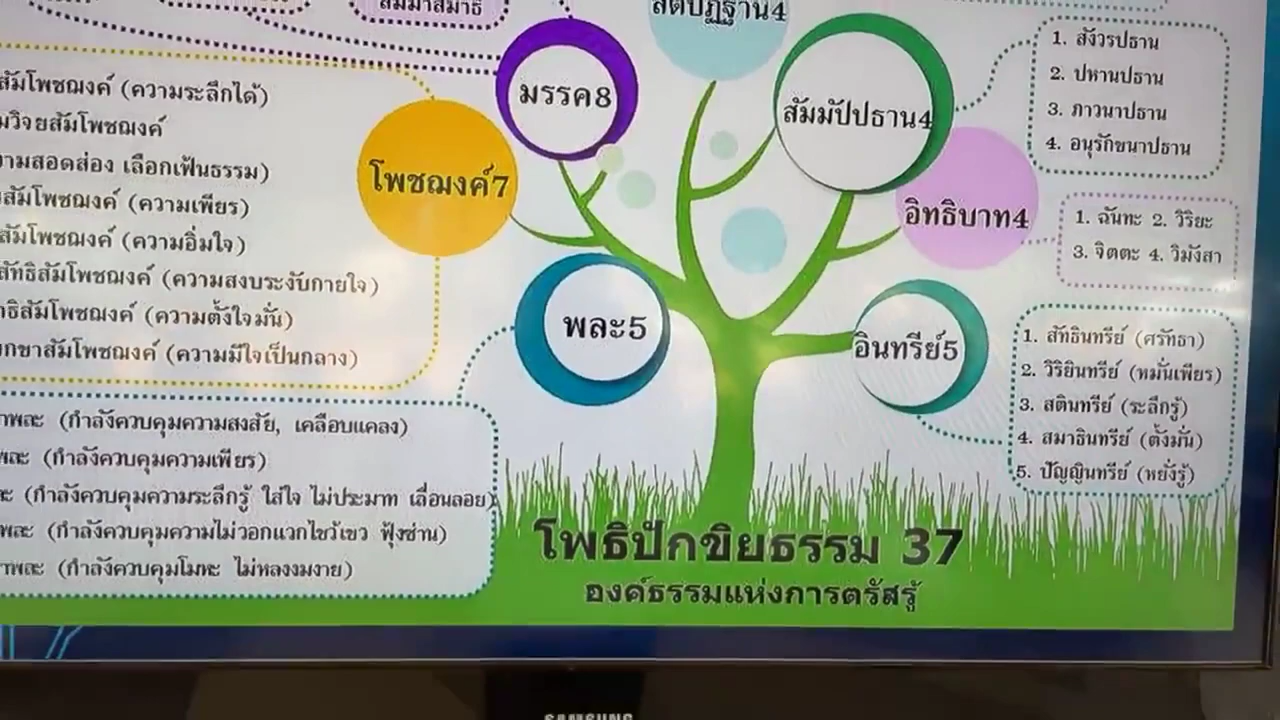 สัมมาสมาธิ
สติปัฏฐาน4
มรรค8
สัมมัปปธาน4
1. สังวรปธาน
2. ปหานปธาน
3. ภาวนาปธาน
4. อนุรักขนาปธาน
โพชฌงค์7
สัมโพชฌงค์ (ความระลึกได้)
มวิจยสัมโพชฌงค์
ามสอดส่อง เลือกเฟ้นธรรม)
สัมโพชฌงค์ (ความเพียร)
สัมโพชฌงค์ (ความอิ่มใจ)
สัทธิสัมโพชฌงค์ (ความสงบระงับกายใจ)
าธิสัมโพชฌงค์ (ความตั้งใจมั่น)
กขาสัมโพชฌงค์ (ความมีใจเป็นกลาง)
อิทธิบาท4
1. ฉันทะ 2. วิริยะ
3. จิตตะ 4. วิมังสา
พละ5
อินทรีย์5
1. สัทธินทรีย์ (ศรัทธา)
2. วิริยินทรีย์ (หมั่นเพียร)
3. สตินทรีย์ (ระลึกรู้)
4. สมาธินทรีย์ (ตั้งมั่น)
5. ปัญญินทรีย์ (หยั่งรู้)
าพละ (กำลังควบคุมความสงสัย, เคลือบแคลง)
พละ (กำลังควบคุมความเพียร)
ะ (กำลังควบคุมความระลึกรู้ ใส่ใจ ไม่ประมาท เลื่อนลอย)
พละ (กำลังควบคุมความไม่วอกแวกไขว้เขว ฟุ้งซ่าน)
าพละ (กำลังควบคุมโมหะ ไม่หลงงมงาย)
โพธิปักขิยธรรม 37
องค์ธรรมแห่งการตรัสรู้
SAMSUNG